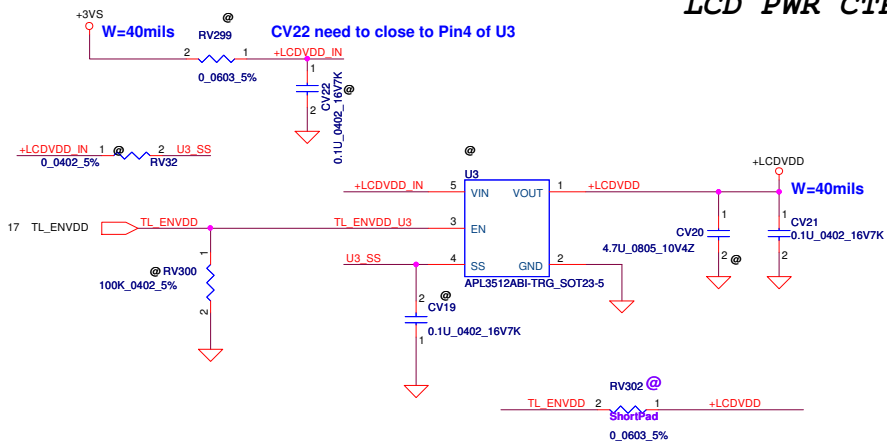 LCD PWR CTR
+3VS
W=40mils
@
RV299
CV22 need to close to Pin4 of U3
2
1
+LCDVDD_IN
0_0603_5%
1
CV22
@
2
0.1U_0402_16V7K
+LCDVDD_IN
1
@
2
U3_SS
0_0402_5%
RV32
@
U3
+LCDVDD
+LCDVDD_IN
5
VIN
VOUT
1
+LCDVDD
W=40mils
17
TL_ENVDD
TL_ENVDD
TL_ENVDD_U3
3
EN
1
CV20
1
CV21
2
2
0.1U_0402_16V7K
4.7U_0805_10V4Z
@
1
@
RV300
100K_0402_5%
2
U3_SS
4
SS
GND
2
APL3512ABI-TRG_SOT23-5
2
@
CV19
0.1U_0402_16V7K
1
RV302
@
TL_ENVDD
2
1
+LCDVDD
ShortPad
0_0603_5%